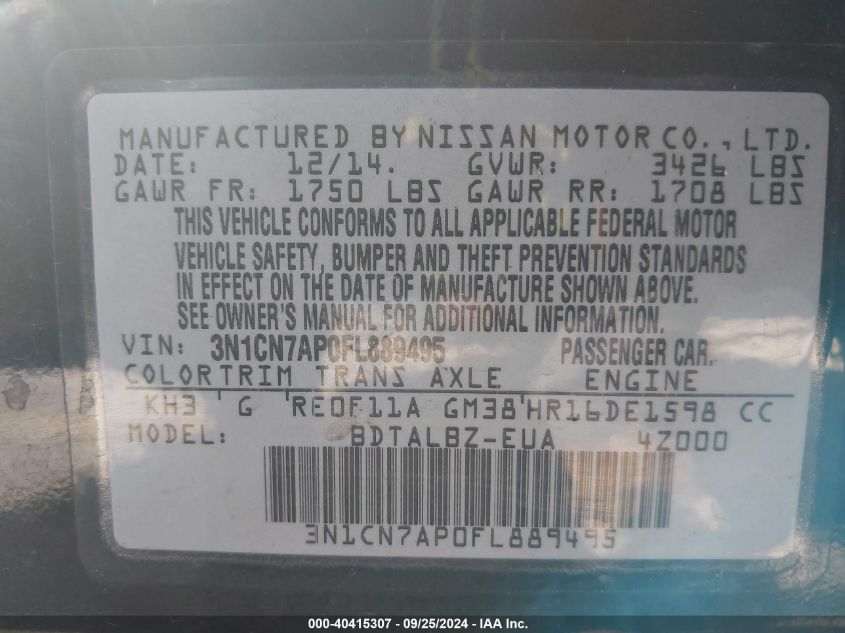 MANUFACTURED BY NISSAN MOTOR CO., LTD.
DATE: 12/14. GVWR: 3426 LBS
GAWR FR: 1750 LBS GAWR RR: 1708 LBS
THIS VEHICLE CONFORMS TO ALL APPLICABLE FEDERAL MOTOR
VEHICLE SAFETY, BUMPER AND THEFT PREVENTION STANDARDS
IN EFFECT ON THE DATE OF MANUFACTURE SHOWN ABOVE.
SEE OWNER'S MANUAL FOR ADDITIONAL INFORMATION.
VIN: 3N1CN7AP0FL889495 PASSENGER CAR.
COLORTRIM TRANS AXLE ENGINE
KH3 G RE0F11A GM38 HR16DE1598 CC
MODEL: BDTALBZ-EUA 4Z000
3N1CN7AP0FL889495
000-40415307 - 09/25/2024 - IAA Inc.